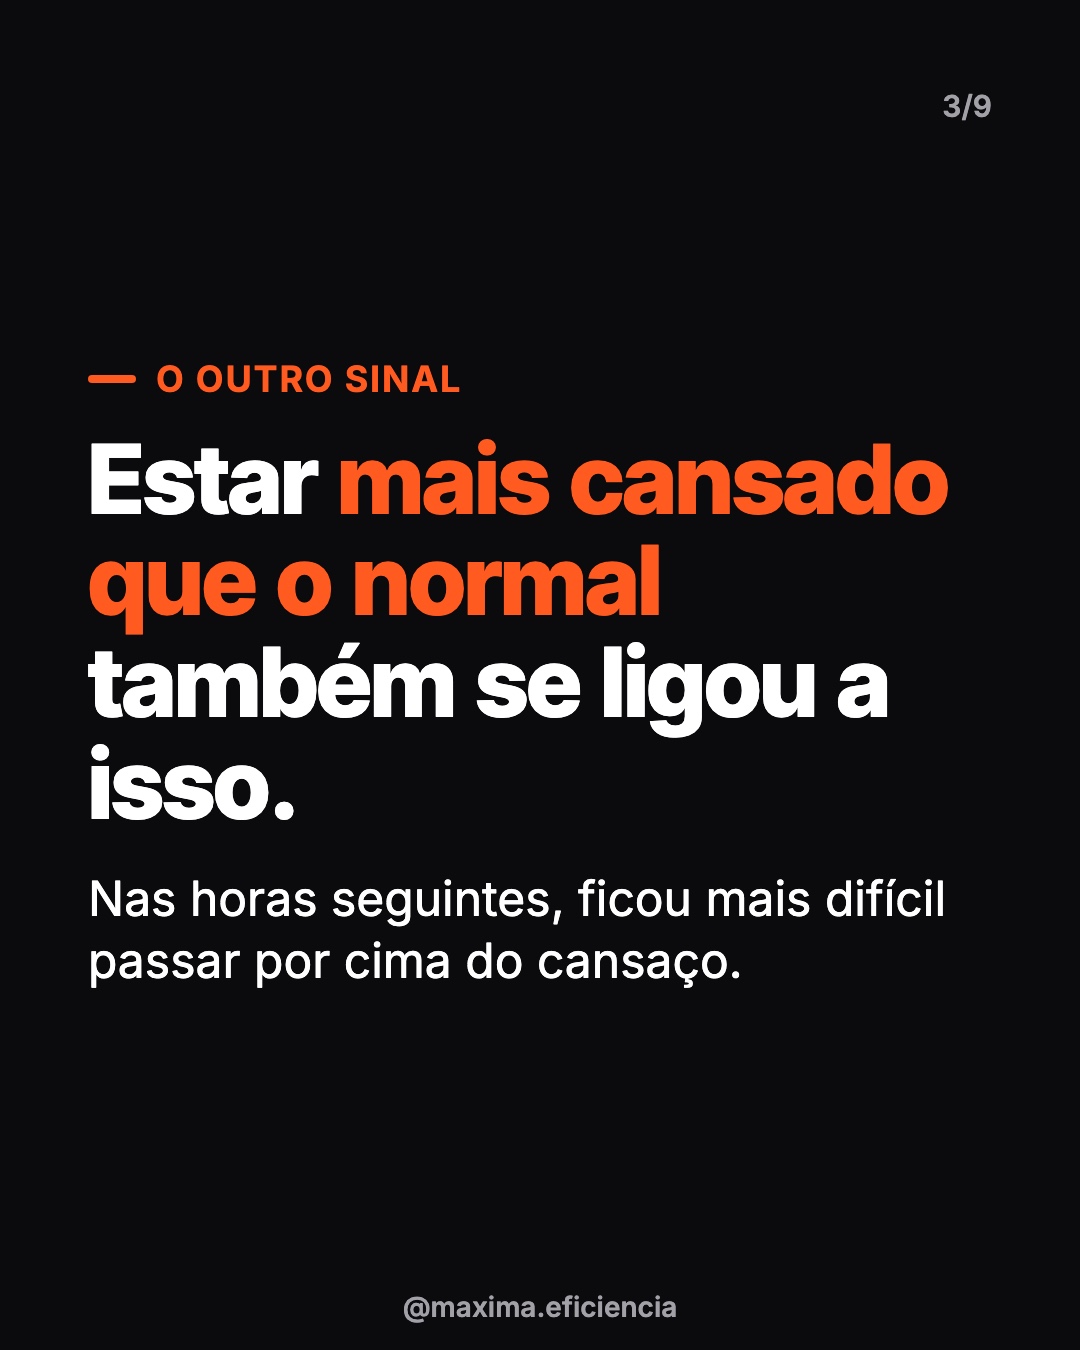 3/9
O OUTRO SINAL
Estar mais cansado
que o normal
também se ligou a
isso.
Nas horas seguintes, ficou mais difícil
passar por cima do cansaço.
@maxima.eficiencia